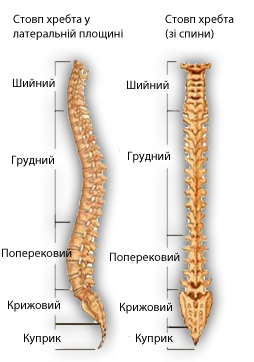 Стовп хребта у
латеральній площині
Шийний
Грудний
Поперековий
Крижовий
Куприк
Стовп хребта
(зі спини)
Шийний
Грудний
Поперековий
Крижовий
Куприк